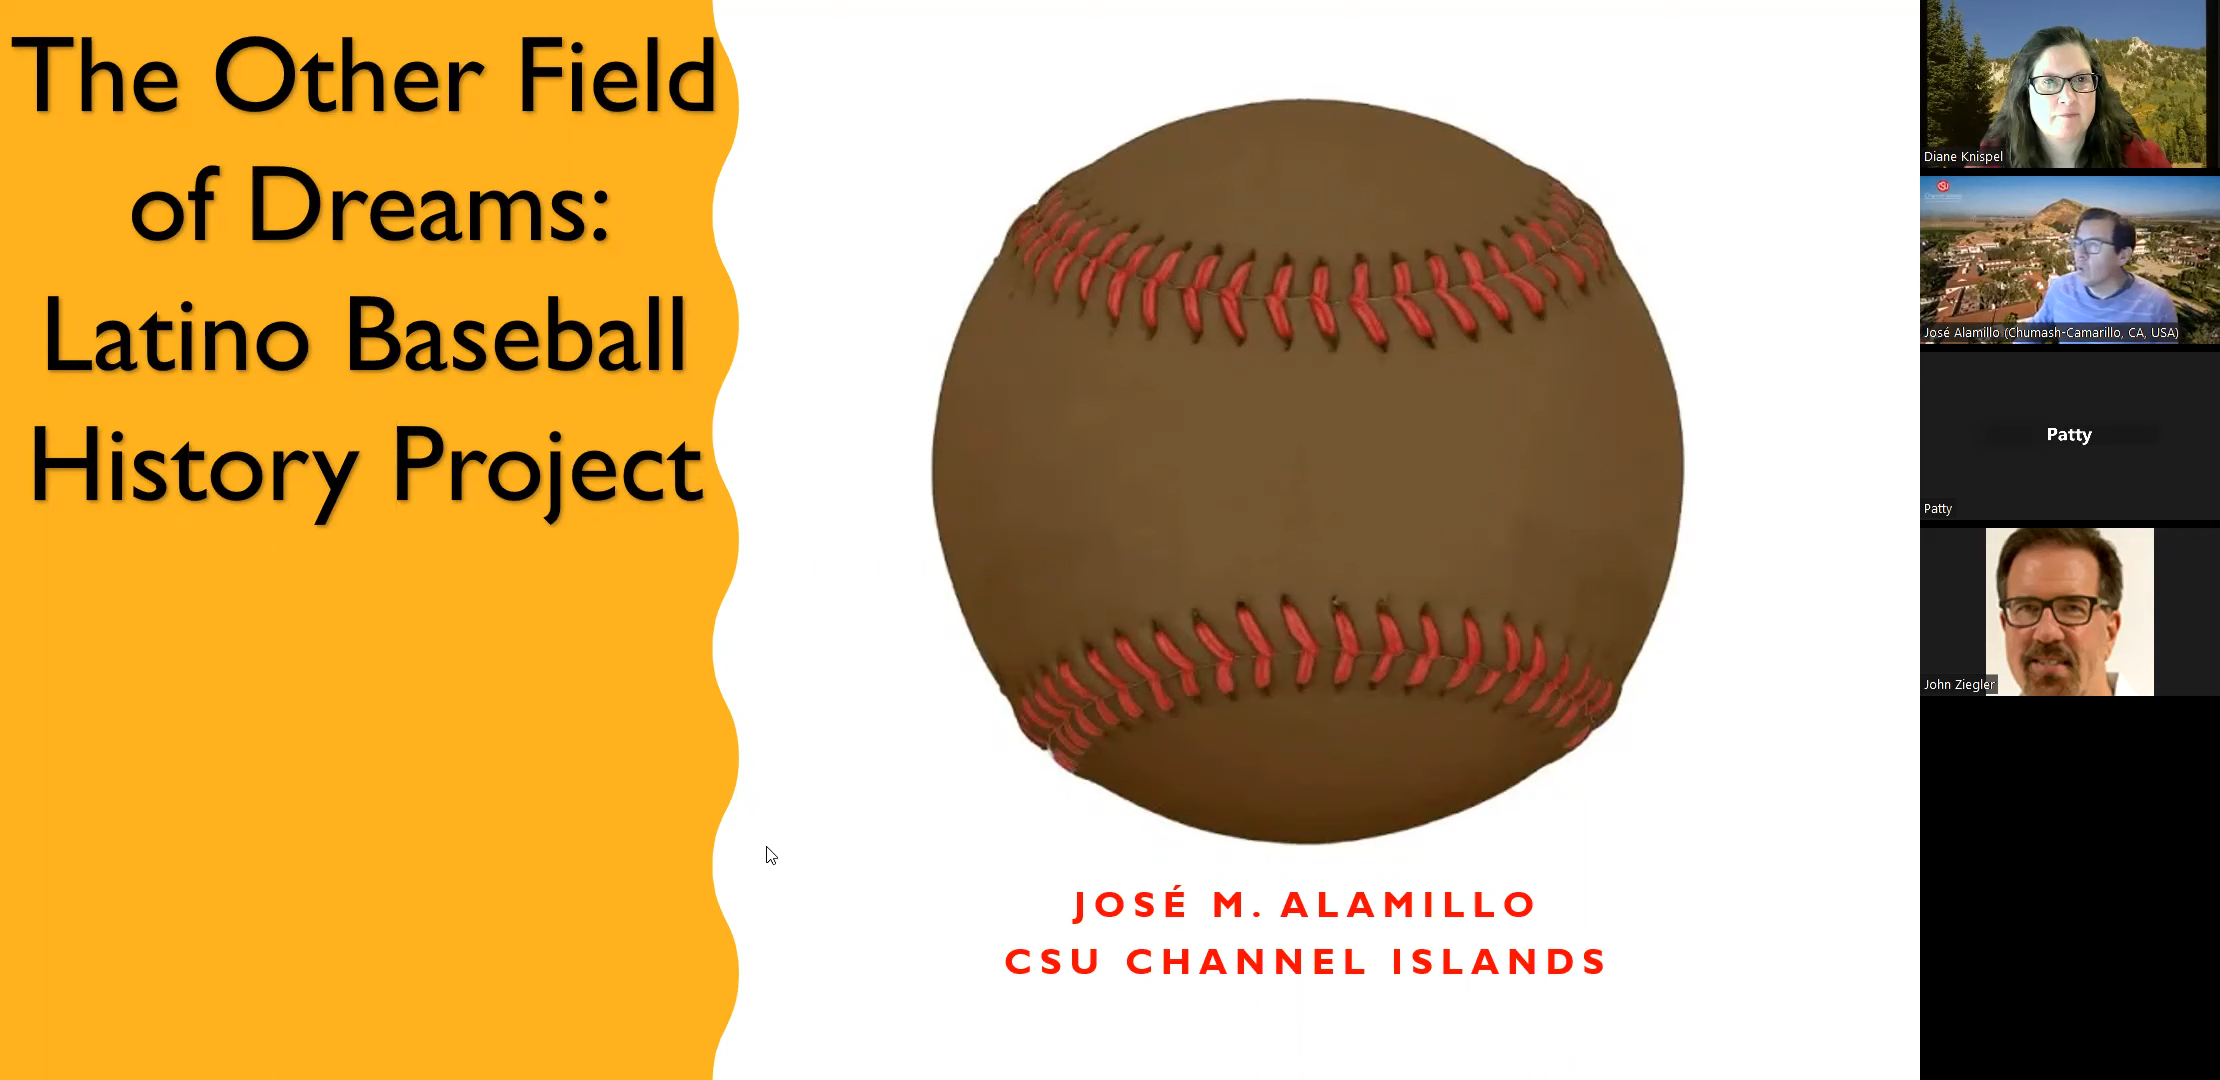 The Other Field
of Dreams:
Latino Baseball
History Project
JOSÉ M. ALAMILLO
CSU CHANNEL ISLANDS
Diane Knispel
José Alamillo (Chumash-Camarillo, CA, USA)
Patty
Patty
John Ziegler